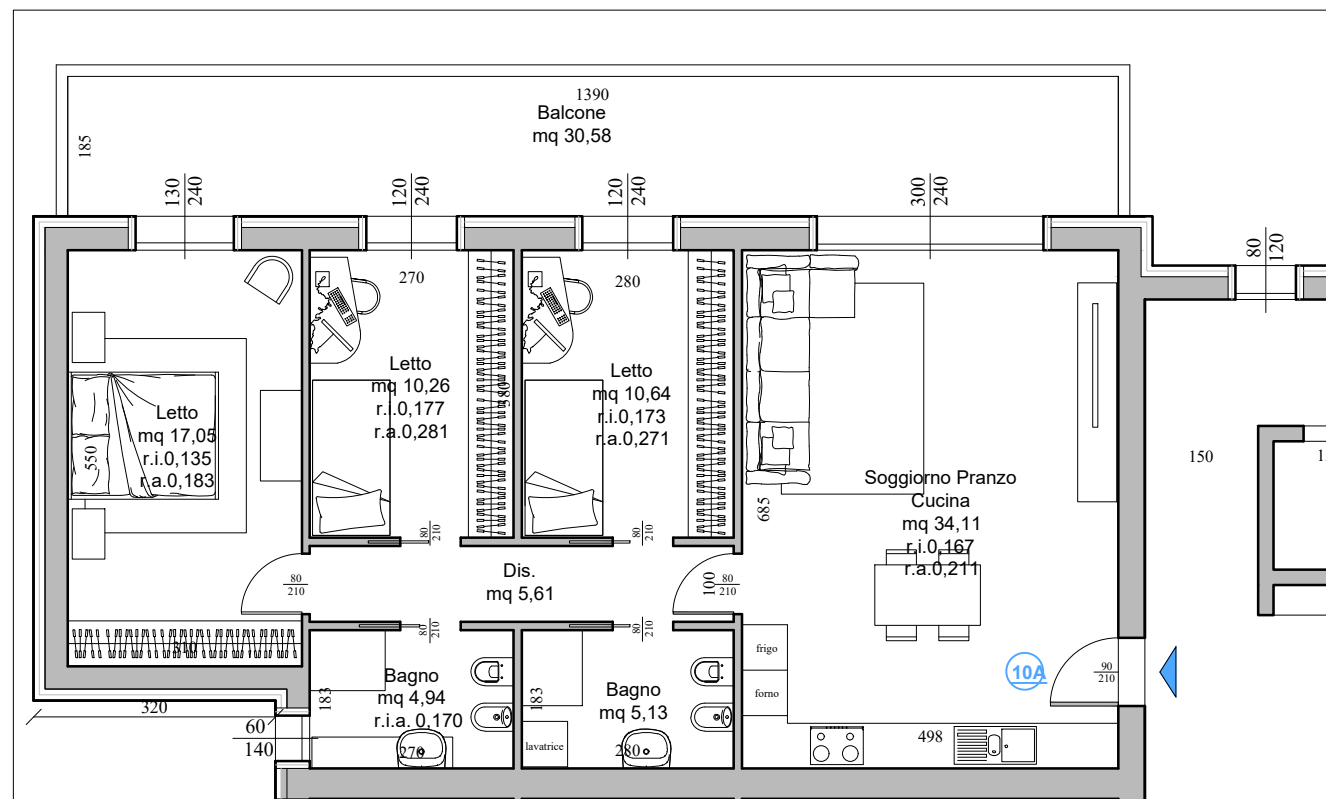 1390
Balcone
mq 30,58
185
130
240
120
240
120
240
300
240
80
120
270
280
Letto
mq 10,26
r.i.0,177
r.a.0,281
380
Letto
mq 10,64
r.i.0,173
r.a.0,271
Letto
mq 17,05
r.i.0,135
r.a.0,183
550
Soggiorno Pranzo
Cucina
mq 34,11
r.i.0,167
r.a.0,211
685
150
80
210
80
210
80
210
Dis.
mq 5,61
100
80
210
80
210
80
210
310
frigo
forno
10A
90
210
Bagno
mq 4,94
r.i.a. 0,170
183
Bagno
mq 5,13
183
320
60
140
270
lavatrice
280
498